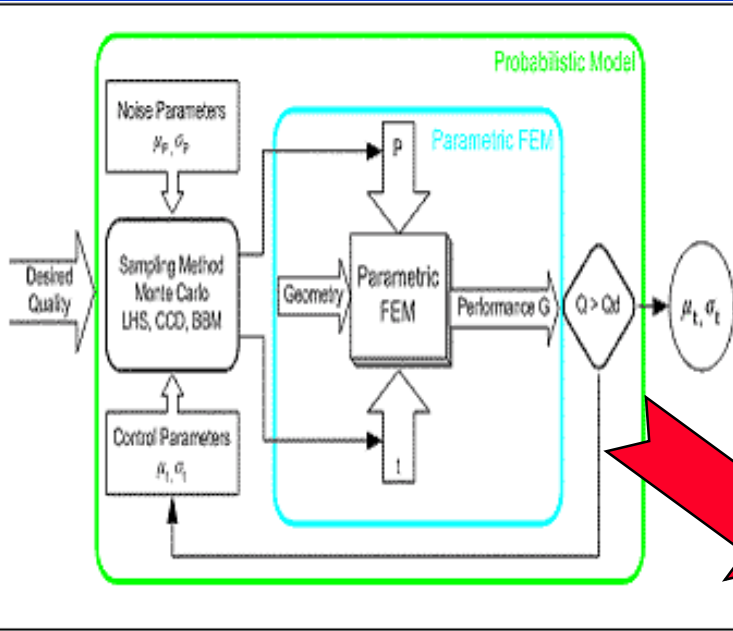 Probabilistic Model
Noise Parameters
μP, σP
Parametric FEM
P
Desired
Quality
Sampling Method
Monte Carlo
LHS, CCD, BBM
Geometry
Parametric
FEM
Performance G
Q > Qd
μt, σt
Control Parameters
μt, σt
t